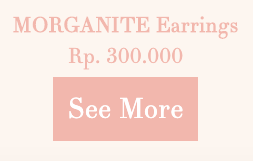 MORGANITE Earrings
Rp. 300.000
See More